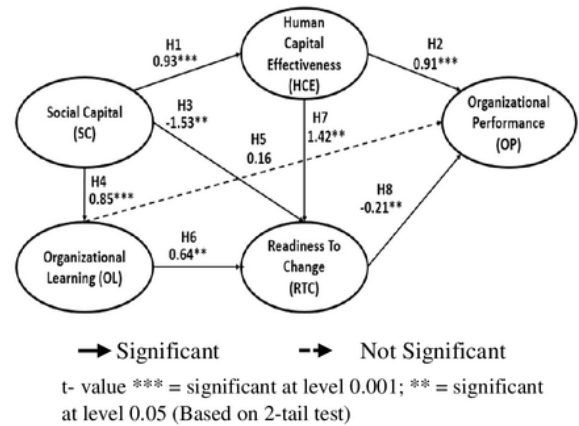 Human
Capital
Effectiveness
(HCE)
H1
0.93***
H2
0.91***
Social Capital
(SC)
H3
-1.53**
H5
0.16
H7
1.42**
Organizational
Performance
(OP)
H4
0.85***
H8
-0.21**
Organizational
Learning (OL)
H6
0.64**
Readiness To
Change
(RTC)
Significant
Not Significant
t- value *** = significant at level 0.001; ** = significant
at level 0.05 (Based on 2-tail test)